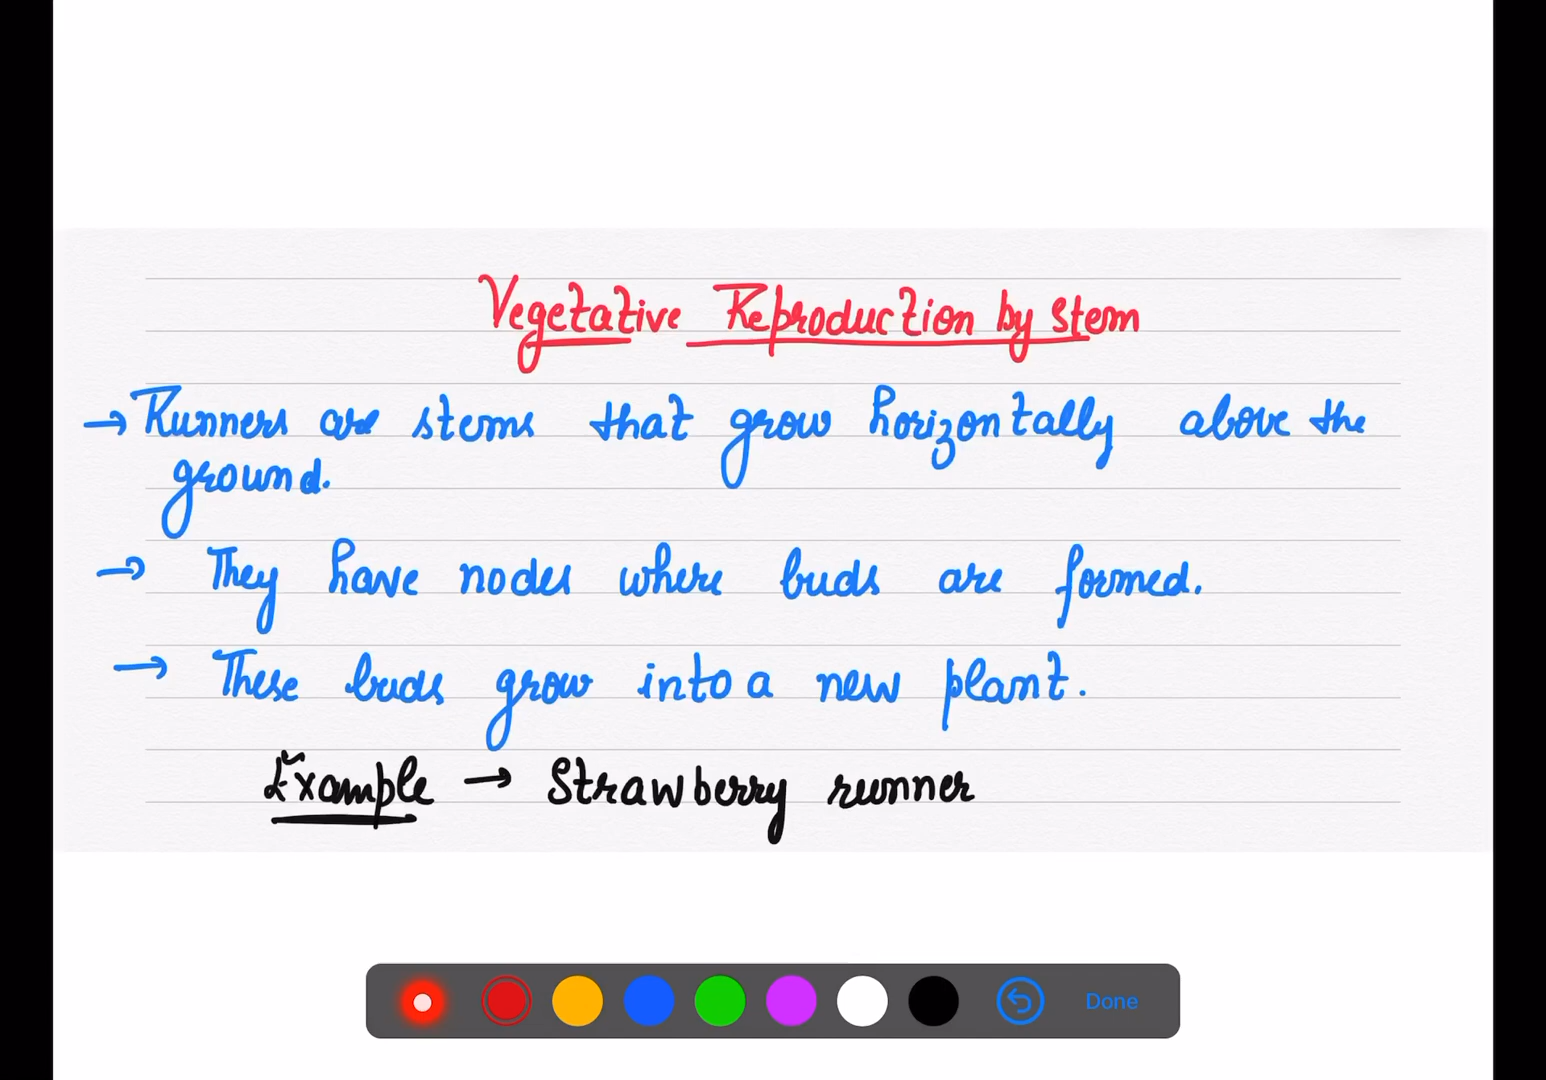 Vegetative Reproduction by stem
→ Runners are stems that grow horizontally above the
ground.
→ They have nodes where buds are formed.
→ These buds grow into a new plant.
Example → Strawberry runner
Done